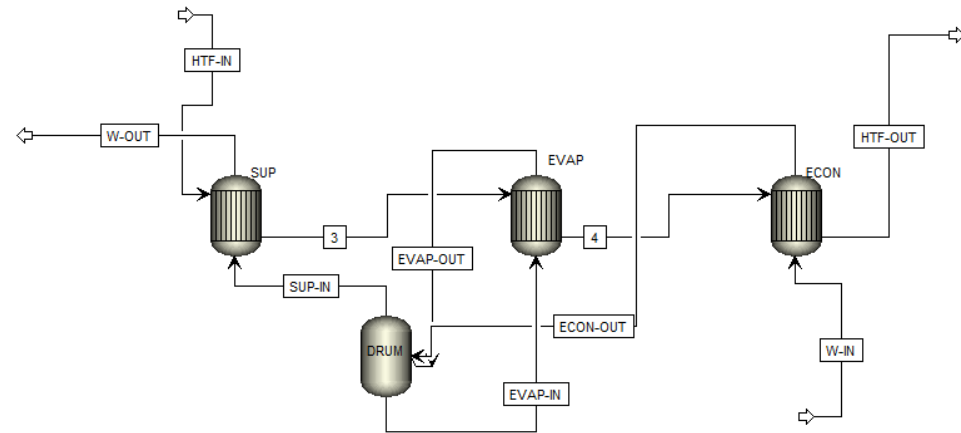 HTF-IN
W-OUT
HTF-OUT
SUP
EVAP
ECON
3
4
EVAP-OUT
SUP-IN
ECON-OUT
DRUM
W-IN
EVAP-IN